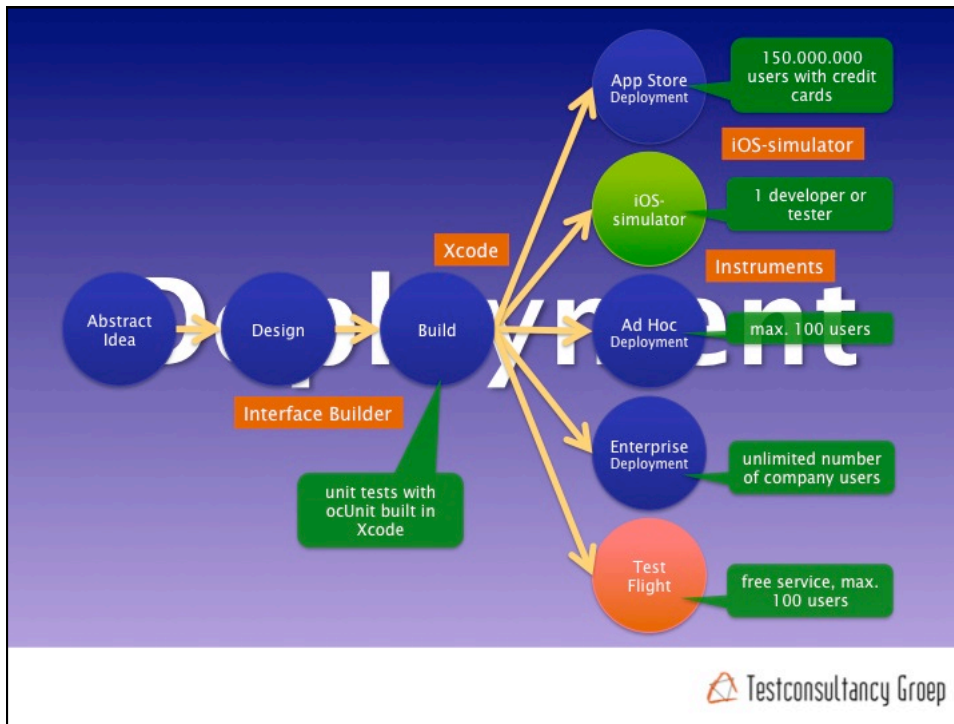 Deployment
Abstract
Idea
Design
Build
Xcode
Interface Builder
unit tests with
ocUnit built in
Xcode
App Store
Deployment
150.000.000
users with credit
cards
iOS-simulator
iOS-
simulator
1 developer or
tester
Instruments
Ad Hoc
Deployment
max. 100 users
Enterprise
Deployment
unlimited number
of company users
Test
Flight
free service, max.
100 users
Testconsultancy Groep